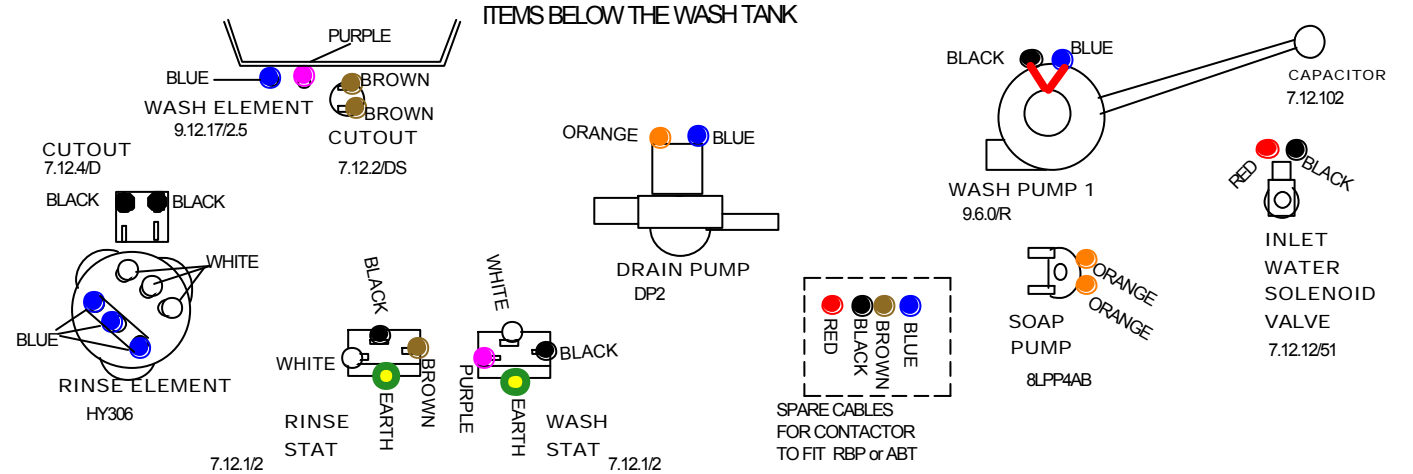 ITEMS BELOW THE WASH TANK
PURPLE
BLUE
BROWN
BROWN
WASH ELEMENT
9.12.17/2.5
CUTOUT
7.12.2/DS
CUTOUT
7.12.4/D
BLACK
BLACK
WHITE
BLUE
RINSE ELEMENT
HY306
BLACK
WHITE
BROWN
EARTH
RINSE
STAT
7.12.1/2
WHITE
BLACK
PURPLE
EARTH
WASH
STAT
7.12.1/2
ORANGE
BLUE
DRAIN PUMP
DP2
RED
BLACK
BROWN
BLUE
SPARE CABLES
FOR CONTACTOR
TO FIT RBP or ABT
BLACK
BLUE
CAPACITOR
7.12.102
WASH PUMP 1
9.6.0/R
ORANGE
ORANGE
SOAP
PUMP
8LPP4AB
RED
BLACK
INLET
WATER
SOLENOID
VALVE
7.12.12/51